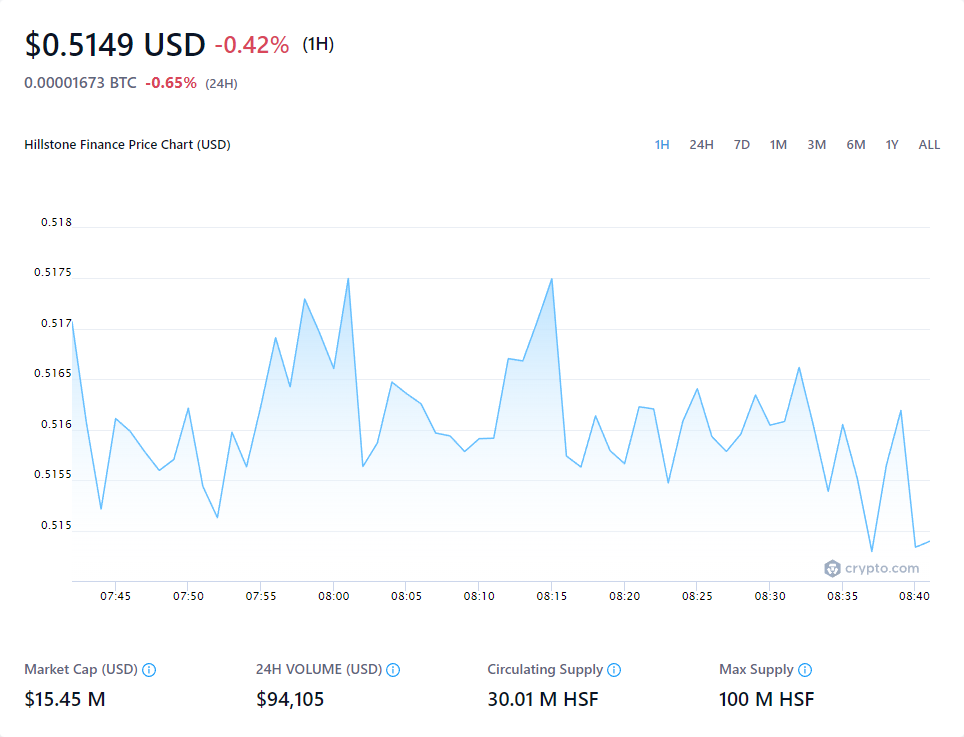 $0.5149 USD -0.42% (1H)
0.00001673 BTC -0.65% (24H)
Hillstone Finance Price Chart (USD) 1H 24H 7D 1M 3M 6M 1Y ALL
0.518
0.5175
0.517
0.5165
0.516
0.5155
0.515
crypto.com
07:45 07:50 07:55 08:00 08:05 08:10 08:15 08:20 08:25 08:30 08:35 08:40
Market Cap (USD) 24H VOLUME (USD) Circulating Supply Max Supply
$15.45 M $94,105 30.01 M HSF 100 M HSF